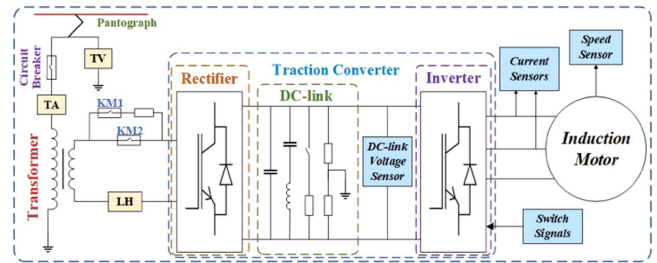 Pantograph
Circuit
Breaker
TV
TA
KM1
KM2
Transformer
LH
Traction Converter
Rectifier
DC-link
Inverter
DC-link
Voltage
Sensor
Current
Sensors
Speed
Sensor
Induction
Motor
Switch
Signals